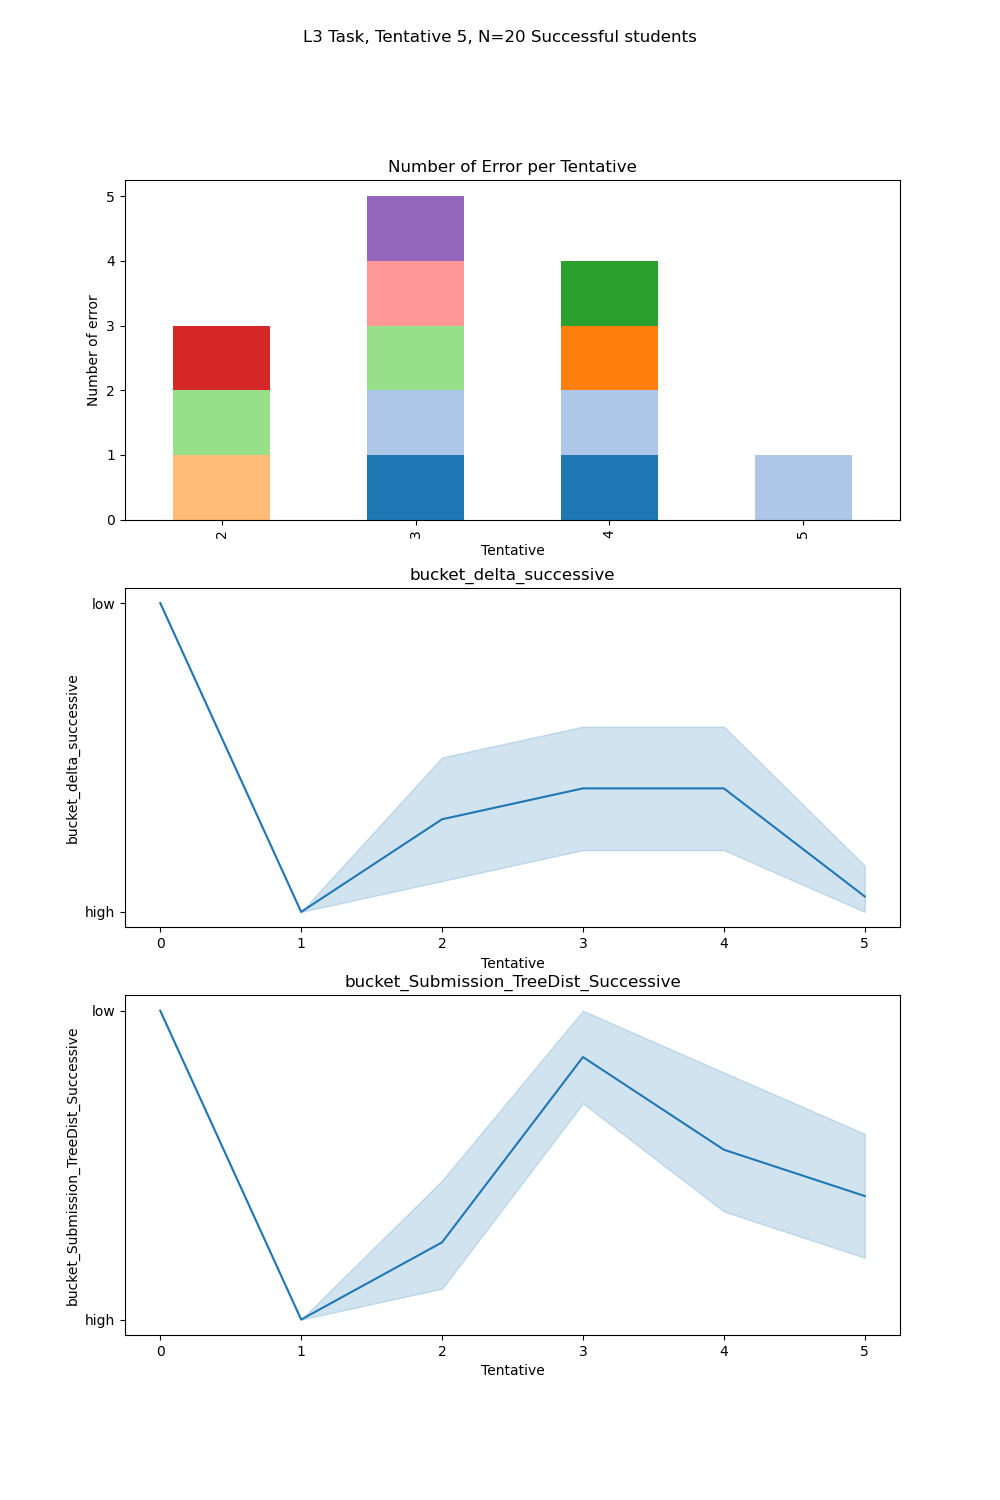 L3 Task, Tentative 5, N=20 Successful students
Number of Error per Tentative
Number of error
5
4
3
2
1
0
2
3
4
5
Tentative
bucket_delta_successive
bucket_delta_successive
low
high
0
1
2
3
4
5
Tentative
bucket_Submission_TreeDist_Successive
bucket_Submission_TreeDist_Successive
low
high
0
1
2
3
4
5
Tentative